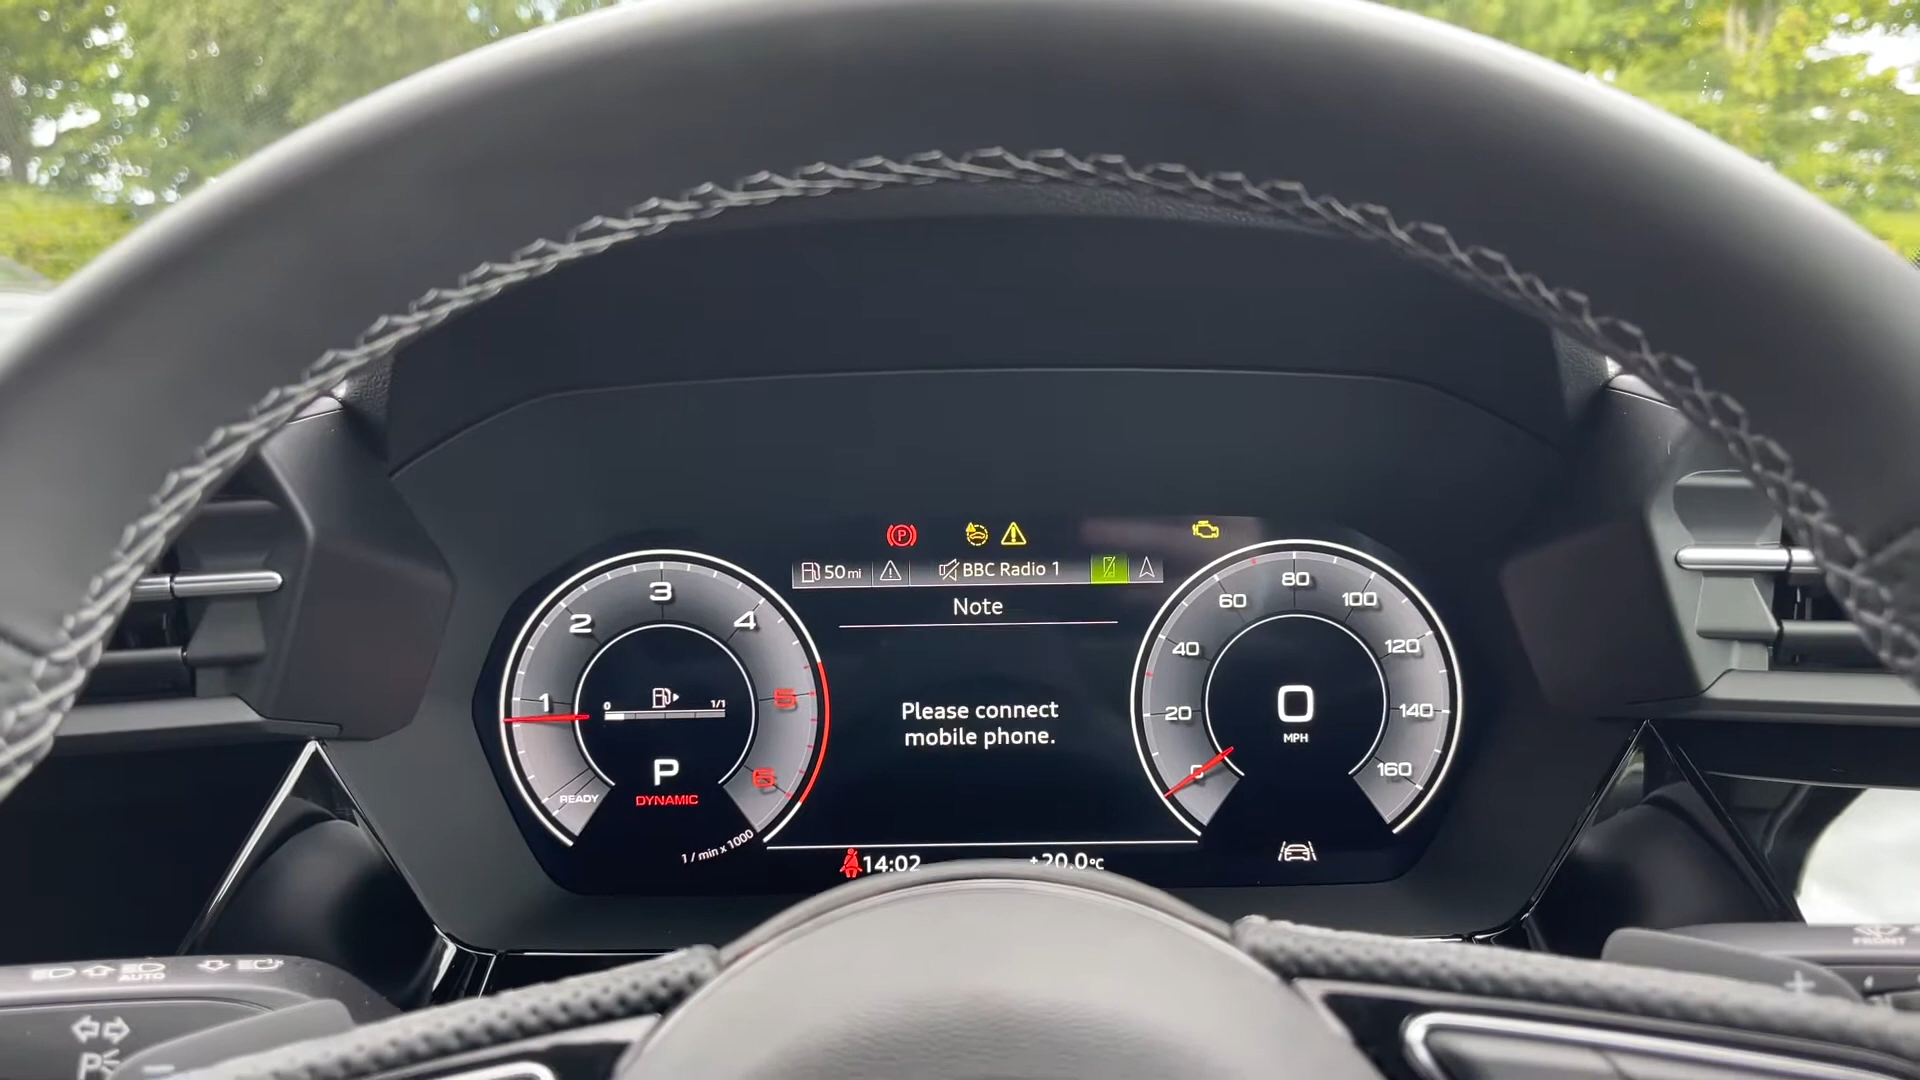 P
50 mi
BBC Radio 1
Note
Please connect
mobile phone.
1
2
3
4
5
6
0
1/1
P
READY
DYNAMIC
1 / min x 1000
20
40
60
80
100
120
140
160
0
MPH
14:02
+20.0°C
AUTO
FRONT
+
P
−